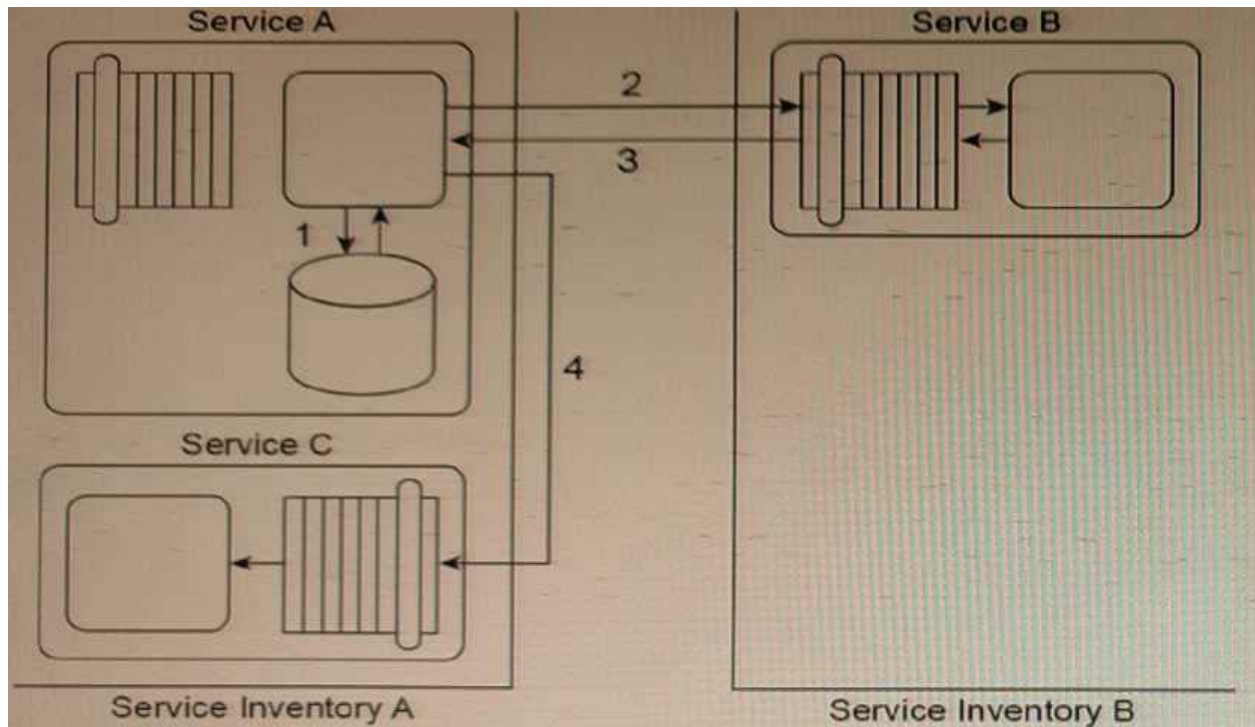 Service A
Service B
2
3
1
4
Service C
Service Inventory A
Service Inventory B